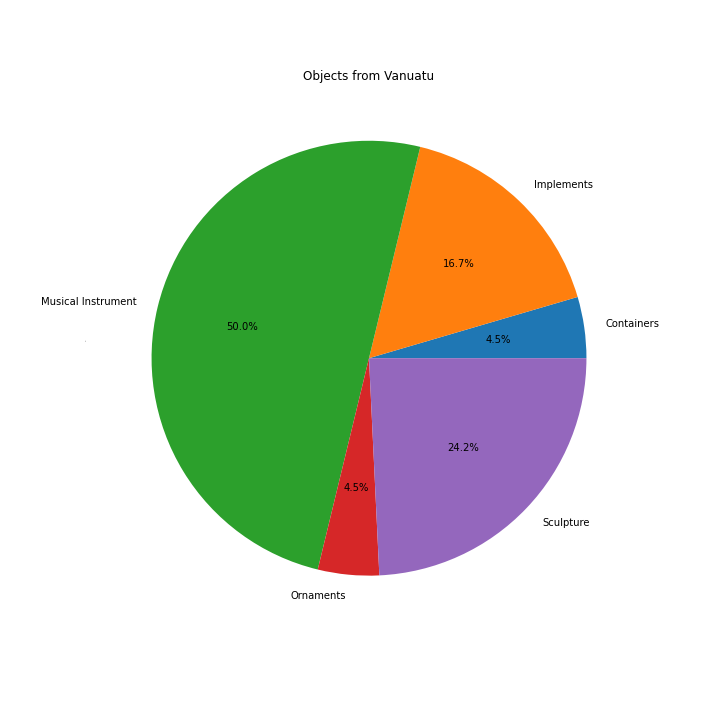 Objects from Vanuatu
Implements
16.7%
Musical Instrument
Containers
50.0%
4.5%
24.2%
4.5%
Sculpture
Ornaments